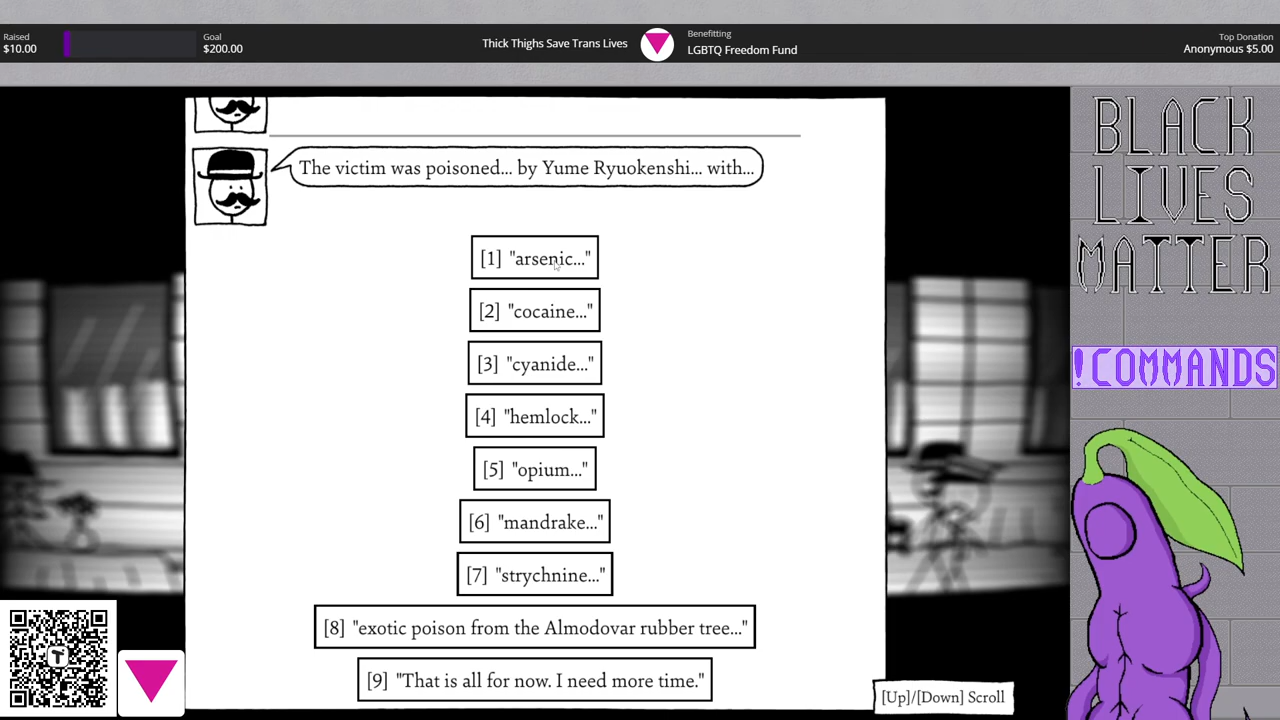 Raised
$10.00
Goal
$200.00
Thick Thighs Save Trans Lives
Benefitting
LGBTQ Freedom Fund
Top Donation
Anonymous $5.00
The victim was poisoned... by Yume Ryuokenshi... with...
[1] "arsenic..."
[2] "cocaine..."
[3] "cyanide..."
[4] "hemlock..."
[5] "opium..."
[6] "mandrake..."
[7] "strychnine..."
[8] "exotic poison from the Almodovar rubber tree..."
[9] "That is all for now. I need more time."
[Up]/[Down] Scroll
BLACK
LIVES
MATTER
!COMMANDS
T